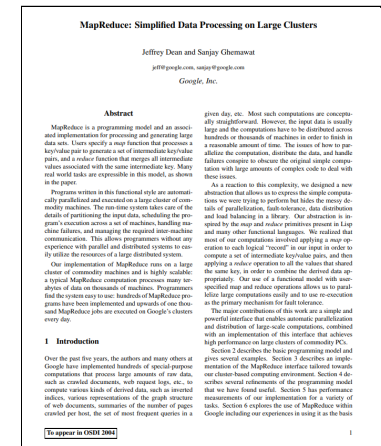 MapReduce: Simplified Data Processing on Large Clusters
Jeffrey Dean and Sanjay Ghemawat
jeff@google.com, sanjay@google.com
Google, Inc.
Abstract
MapReduce is a programming model and an associ-
ated implementation for processing and generating large
data sets. Users specify a map function that processes a
key/value pair to generate a set of intermediate key/value
pairs, and a reduce function that merges all intermediate
values associated with the same intermediate key. Many
real world tasks are expressible in this model, as shown
in the paper.
Programs written in this functional style are automati-
cally parallelized and executed on a large cluster of com-
modity machines. The run-time system takes care of the
details of partitioning the input data, scheduling the pro-
gram's execution across a set of machines, handling ma-
chine failures, and managing the required inter-machine
communication. This allows programmers without any
experience with parallel and distributed systems to eas-
ily utilize the resources of a large distributed system.
Our implementation of MapReduce runs on a large
cluster of commodity machines and is highly scalable:
a typical MapReduce computation processes many ter-
abytes of data on thousands of machines. Programmers
find the system easy to use: hundreds of MapReduce pro-
grams have been implemented and upwards of one thou-
sand MapReduce jobs are executed on Google's clusters
every day.
1 Introduction
Over the past five years, the authors and many others at
Google have implemented hundreds of special-purpose
computations that process large amounts of raw data,
such as crawled documents, web request logs, etc., to
compute various kinds of derived data, such as inverted
indices, various representations of the graph structure
of web documents, summaries of the number of pages
crawled per host, the set of most frequent queries in a
given day, etc. Most such computations are conceptu-
ally straightforward. However, the input data is usually
large and the computations have to be distributed across
hundreds or thousands of machines in order to finish in
a reasonable amount of time. The issues of how to par-
allelize the computation, distribute the data, and handle
failures conspire to obscure the original simple compu-
tation with large amounts of complex code to deal with
these issues.
As a reaction to this complexity, we designed a new
abstraction that allows us to express the simple computa-
tions we were trying to perform but hides the messy de-
tails of parallelization, fault-tolerance, data distribution
and load balancing in a library. Our abstraction is in-
spired by the map and reduce primitives present in Lisp
and many other functional languages. We realized that
most of our computations involved applying a map op-
eration to each logical "record" in our input in order to
compute a set of intermediate key/value pairs, and then
applying a reduce operation to all the values that shared
the same key, in order to combine the derived data ap-
propriately. Our use of a functional model with user-
specified map and reduce operations allows us to paral-
lelize large computations easily and to use re-execution
as the primary mechanism for fault tolerance.
The major contributions of this work are a simple and
powerful interface that enables automatic parallelization
and distribution of large-scale computations, combined
with an implementation of this interface that achieves
high performance on large clusters of commodity PCs.
Section 2 describes the basic programming model and
gives several examples. Section 3 describes an imple-
mentation of the MapReduce interface tailored towards
our cluster-based computing environment. Section 4 de-
scribes several refinements of the programming model
that we have found useful. Section 5 has performance
measurements of our implementation for a variety of
tasks. Section 6 explores the use of MapReduce within
Google including our experiences in using it as the basis
To appear in OSDI 2004
1